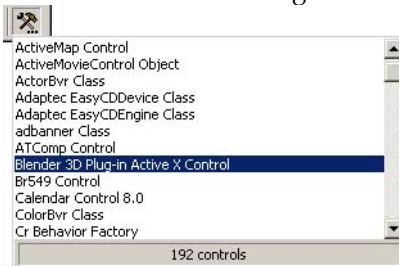 ActiveMap Control
ActiveMovieControl Object
ActorBvr Class
Adaptec EasyCDDevice Class
Adaptec EasyCDEngine Class
adbanner Class
ATComp Control
Blender 3D Plug-in Active X Control
Br549 Control
Calendar Control 8.0
ColorBvr Class
Cr Behavior Factory
192 controls